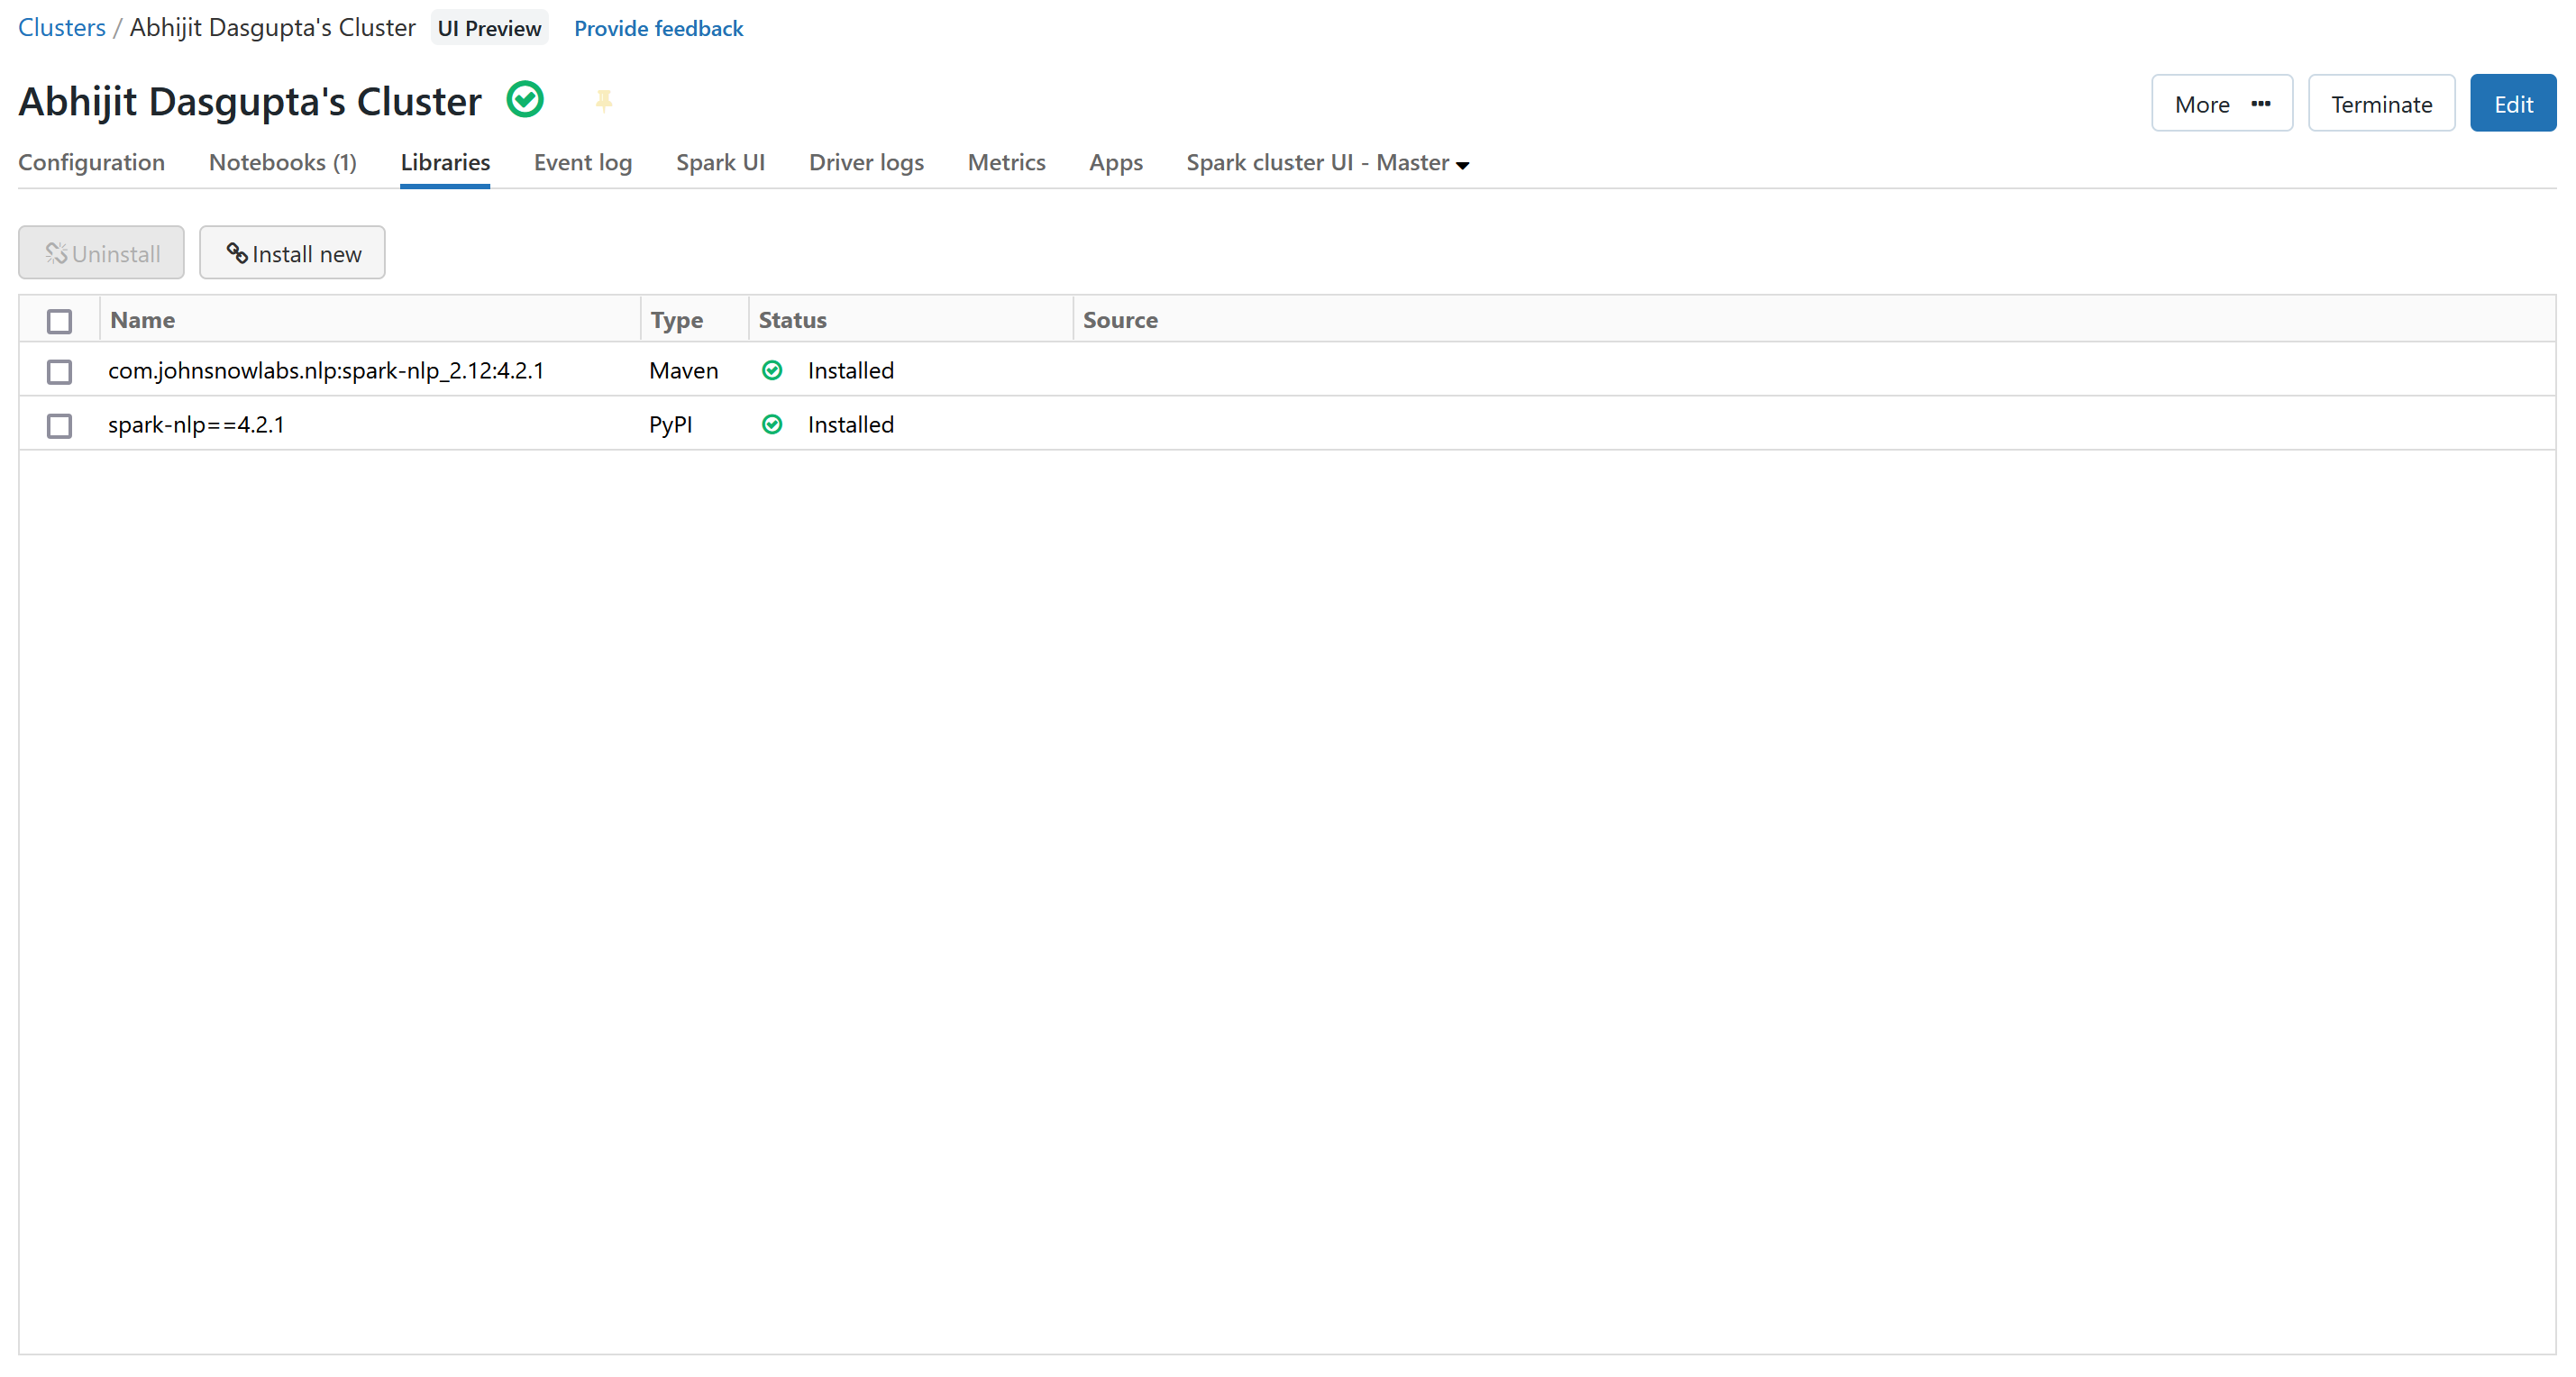 Clusters / Abhijit Dasgupta's Cluster UI Preview Provide feedback
Abhijit Dasgupta's Cluster
More ··· Terminate Edit
Configuration Notebooks (1) Libraries Event log Spark UI Driver logs Metrics Apps Spark cluster UI - Master
Uninstall Install new
Name Type Status Source
com.johnsnowlabs.nlp:spark-nlp_2.12:4.2.1 Maven Installed
spark-nlp==4.2.1 PyPI Installed